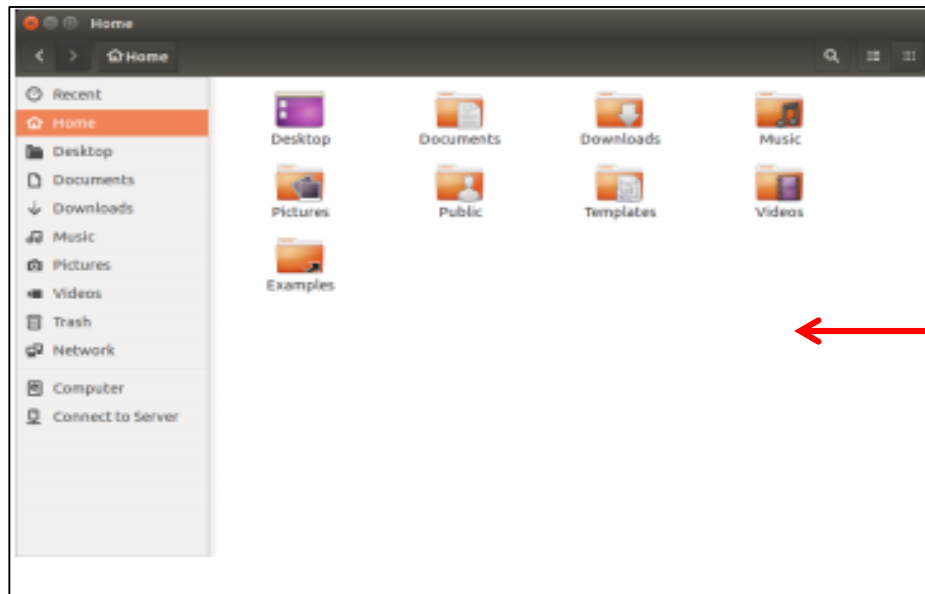 Home
Home
Recent
Home
Desktop
Documents
Downloads
Music
Pictures
Videos
Trash
Network
Computer
Connect to Server
Desktop Documents Downloads Music
Pictures Public Templates Videos
Examples